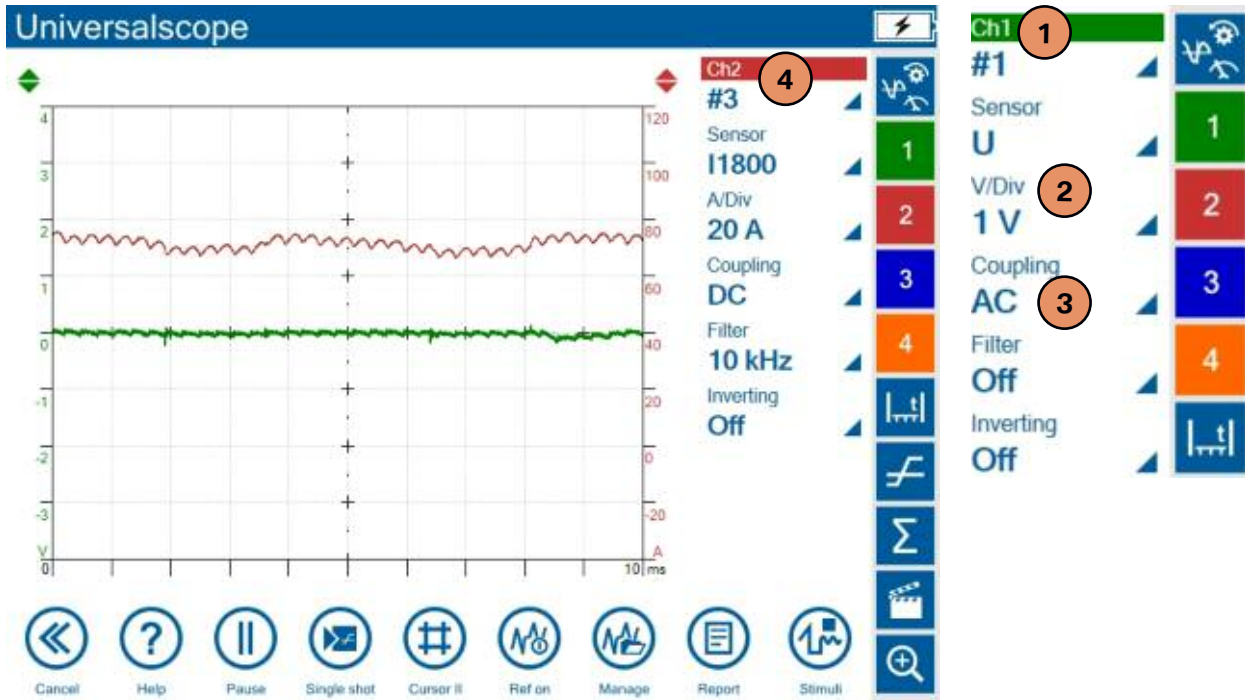 Universalscope
4
3
2
1
0
-1
-2
-3
V
120
100
80
60
40
20
0
-20
A
0
10 ms
Ch2
4
#3
Sensor
I1800
A/Div
20 A
Coupling
DC
Filter
10 kHz
Inverting
Off
1
2
3
4
t
Σ
Cancel
? Help
Pause
Single shot
Cursor II
Ref on
Manage
Report
1 Stimuli
Ch1
1
#1
Sensor
U
V/Div
2
1 V
Coupling
AC
3
Filter
Off
Inverting
Off
1
2
3
4
t